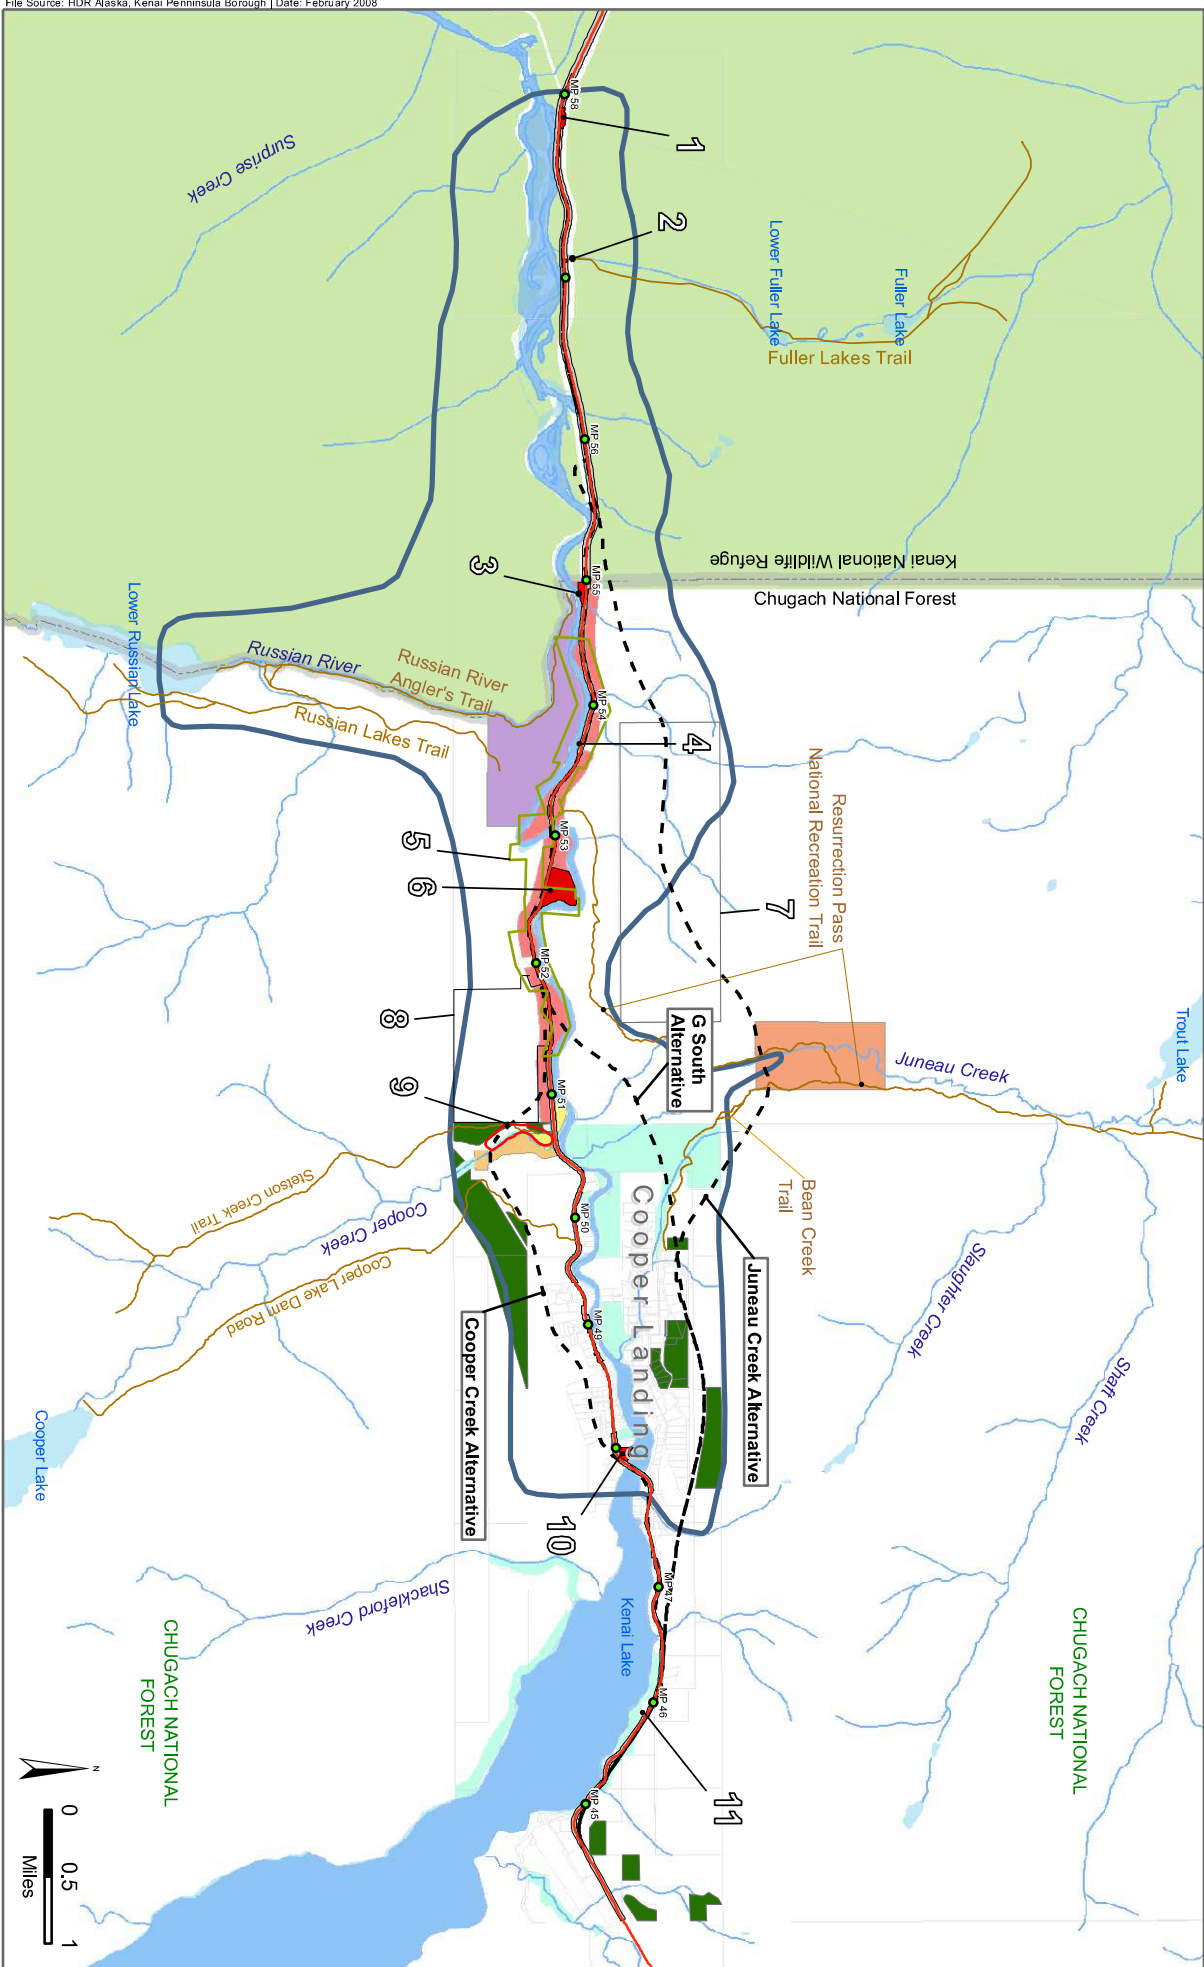 File Source: HDR Alaska, Kenai Penninsula Borough | Date: February 2008
MP 58
1
Surprise Creek
2
Lower Fuller Lake
Fuller Lake
Fuller Lakes Trail
MP 56
Kenai National Wildlife Refuge
Chugach National Forest
MP 55
3
Lower Russian Lake
Russian River
Russian River
Angler's Trail
Russian Lakes Trail
MP 54
4
Resurrection Pass
National Recreation Trail
MP 53
5
6
7
MP 52
8
G South
Alternative
Trout Lake
Juneau Creek
MP 51
9
Stetson Creek Trail
Cooper Creek
Cooper Lake Dam Road
Bean Creek
Trail
MP 50
Cooper Landing
Juneau Creek Alternative
Slaughter Creek
Shaft Creek
MP 49
Cooper Creek Alternative
Cooper Lake
10
Shackleford Creek
MP 47
Kenai Lake
CHUGACH NATIONAL
FOREST
CHUGACH NATIONAL
FOREST
MP 46
11
MP 45
N
0 0.5 1
Miles